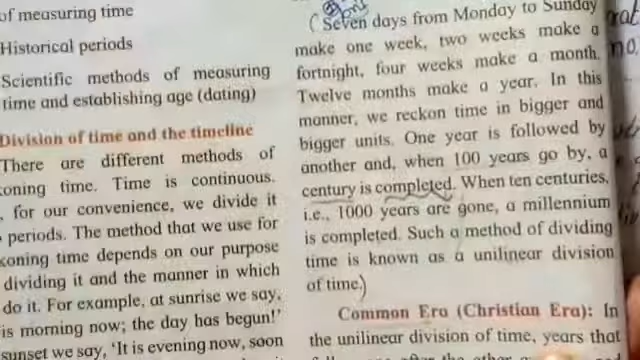 of measuring time
Historical periods
Scientific methods of measuring
time and establishing age (dating)
Division of time and the timeline
There are different methods of
koning time. Time is continuous.
, for our convenience, we divide it
periods. The method that we use for
koning time depends on our purpose
dividing it and the manner in which
do it. For example, at sunrise we say,
is morning now; the day has begun!'
sunset we say, 'It is evening now, soon
(Seven days from Monday to Sunday
make one week, two weeks make a
fortnight, four weeks make a month.
Twelve months make a year. In this
manner, we reckon time in bigger and
bigger units. One year is followed by
another and, when 100 years go by, a
century is completed. When ten centuries,
i.e., 1000 years are gone, a millennium
is completed. Such a method of dividing
time is known as a unilinear division
of time.)
Common Era (Christian Era): In
the unilinear division of time, years that